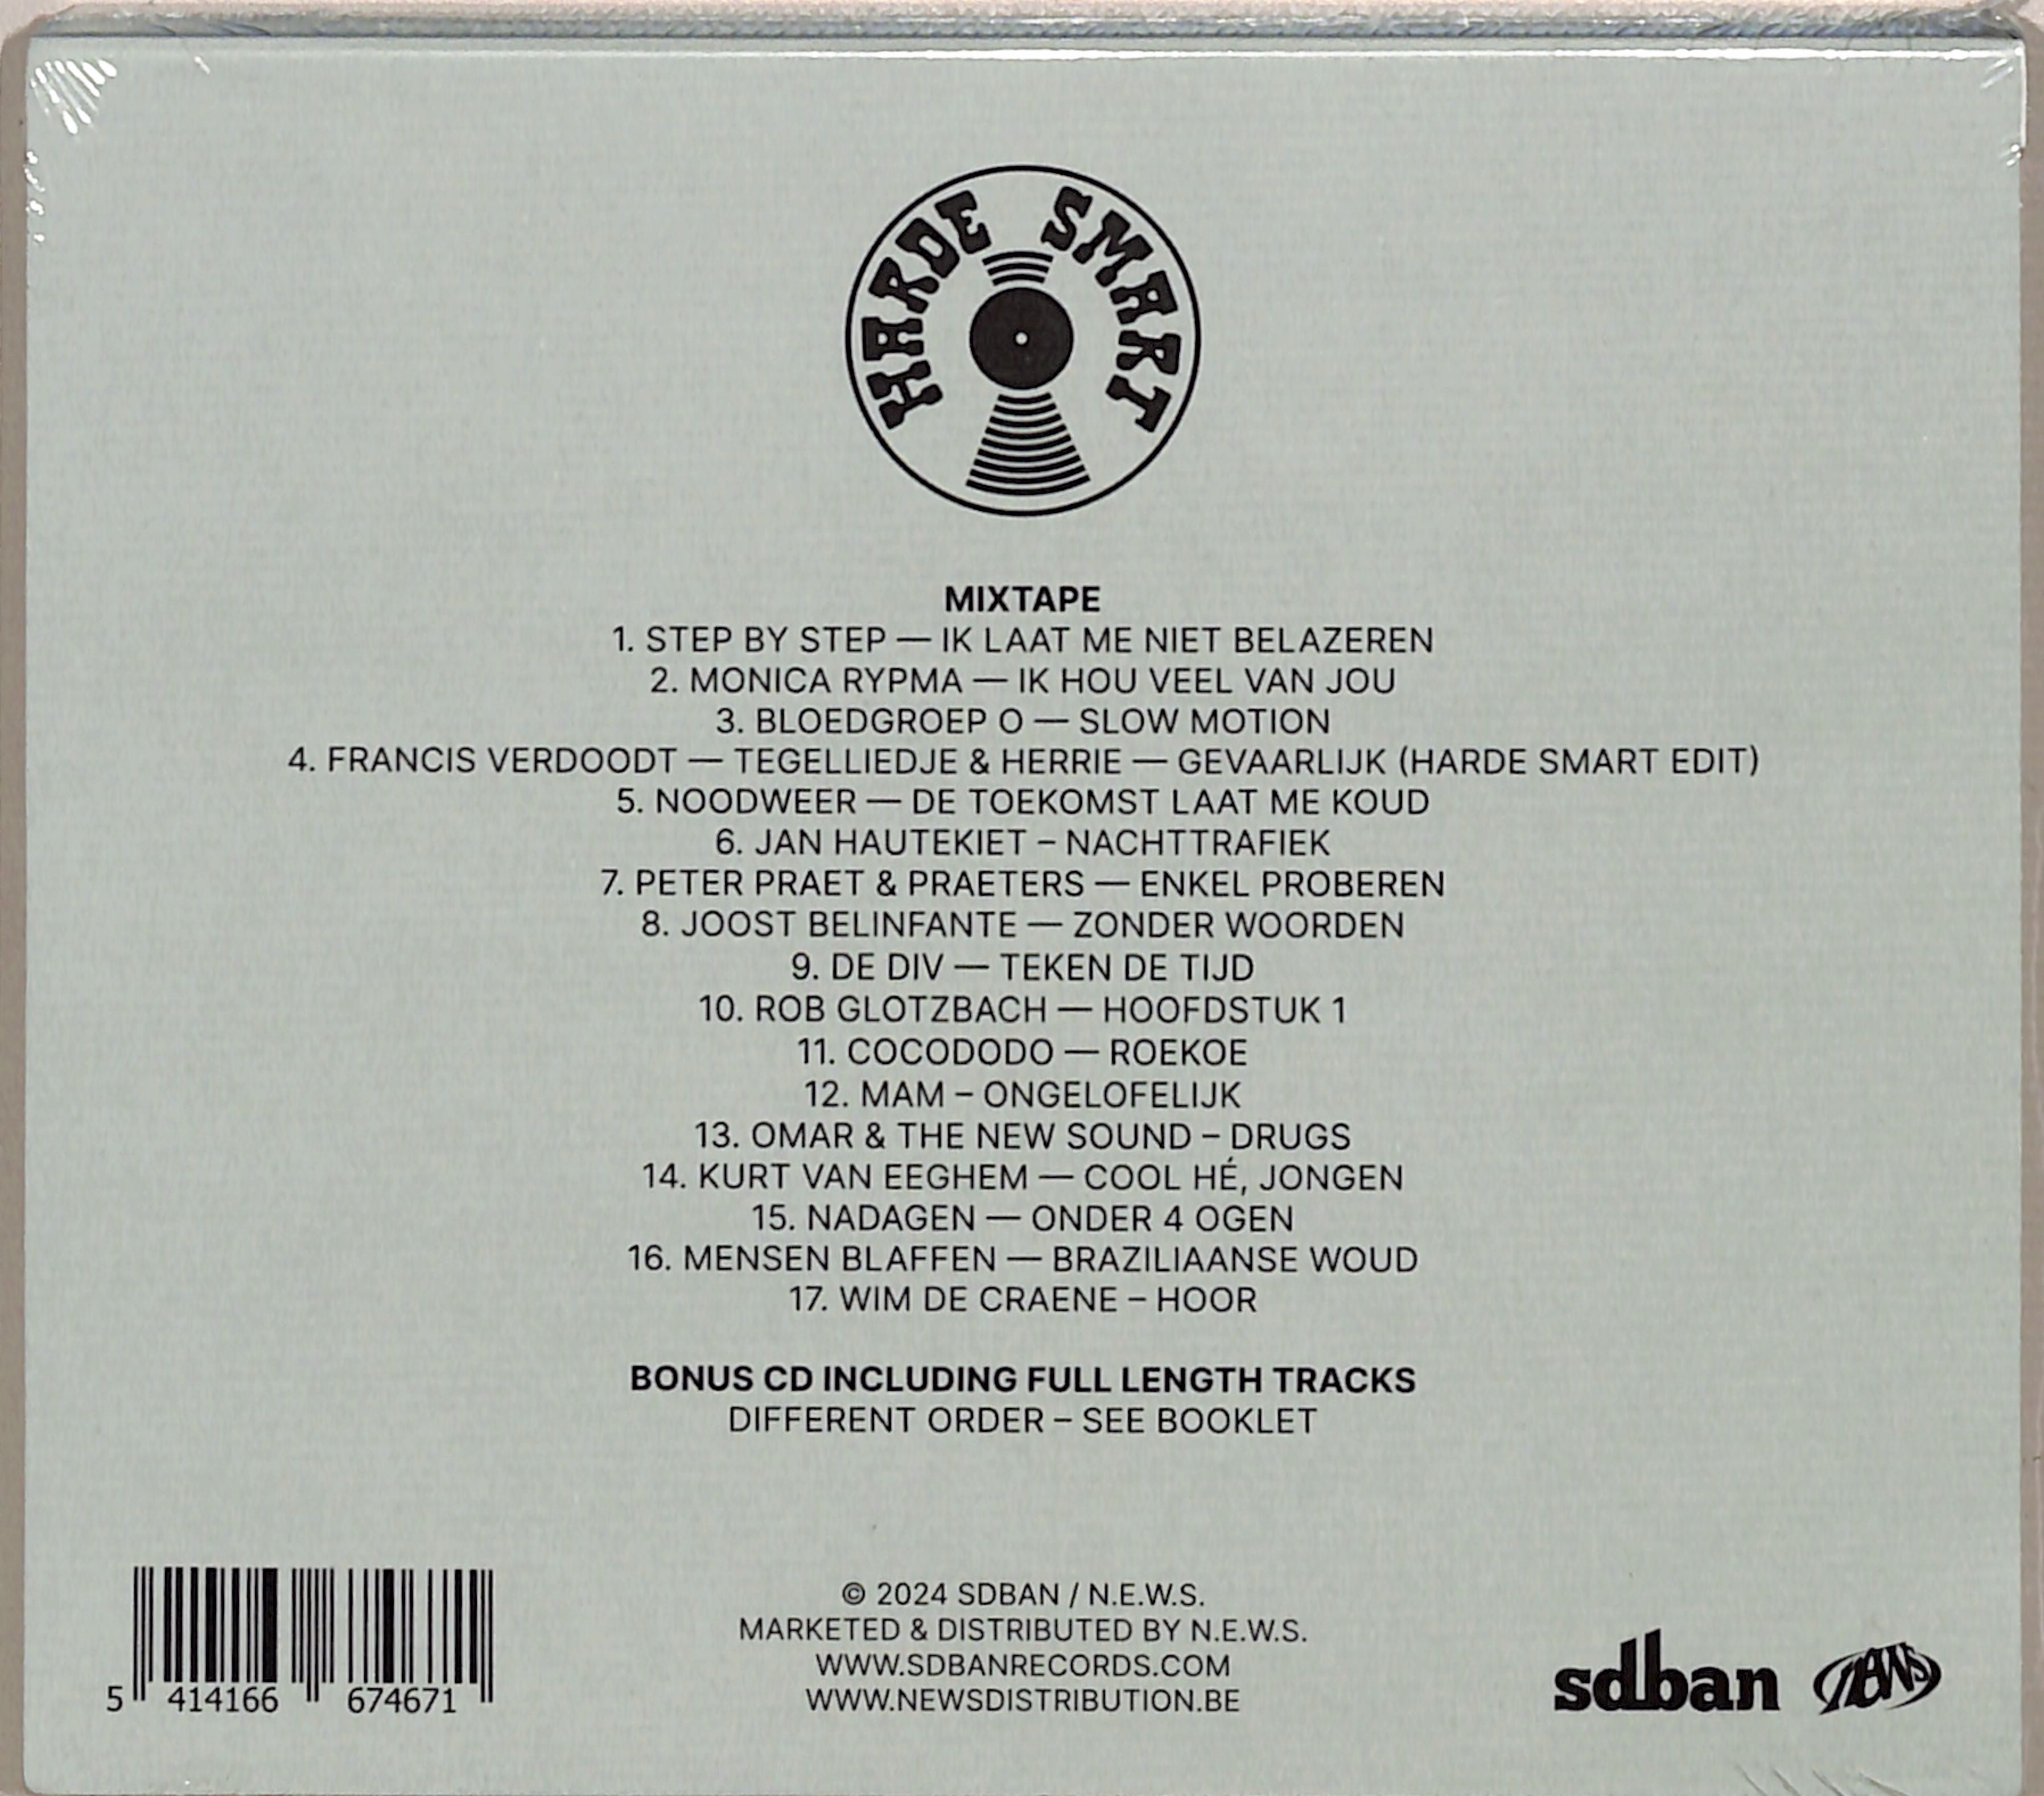 HARDE SMART
MIXTAPE
1. STEP BY STEP — IK LAAT ME NIET BELAZEREN
2. MONICA RYPMA — IK HOU VEEL VAN JOU
3. BLOEDGROEP O — SLOW MOTION
4. FRANCIS VERDOODT — TEGELLIEDJE & HERRIE — GEVAARLIJK (HARDE SMART EDIT)
5. NOODWEER — DE TOEKOMST LAAT ME KOUD
6. JAN HAUTEKIET – NACHTTRAFIEK
7. PETER PRAET & PRAETERS — ENKEL PROBEREN
8. JOOST BELINFANTE — ZONDER WOORDEN
9. DE DIV — TEKEN DE TIJD
10. ROB GLOTZBACH — HOOFDSTUK 1
11. COCODODO — ROEKOE
12. MAM – ONGELOFELIJK
13. OMAR & THE NEW SOUND – DRUGS
14. KURT VAN EEGHEM — COOL HÉ, JONGEN
15. NADAGEN — ONDER 4 OGEN
16. MENSEN BLAFFEN — BRAZILIAANSE WOUD
17. WIM DE CRAENE – HOOR
BONUS CD INCLUDING FULL LENGTH TRACKS
DIFFERENT ORDER – SEE BOOKLET
© 2024 SDBAN / N.E.W.S.
MARKETED & DISTRIBUTED BY N.E.W.S.
WWW.SDBANRECORDS.COM
WWW.NEWSDISTRIBUTION.BE
5 414166 674671
sdban NEWS